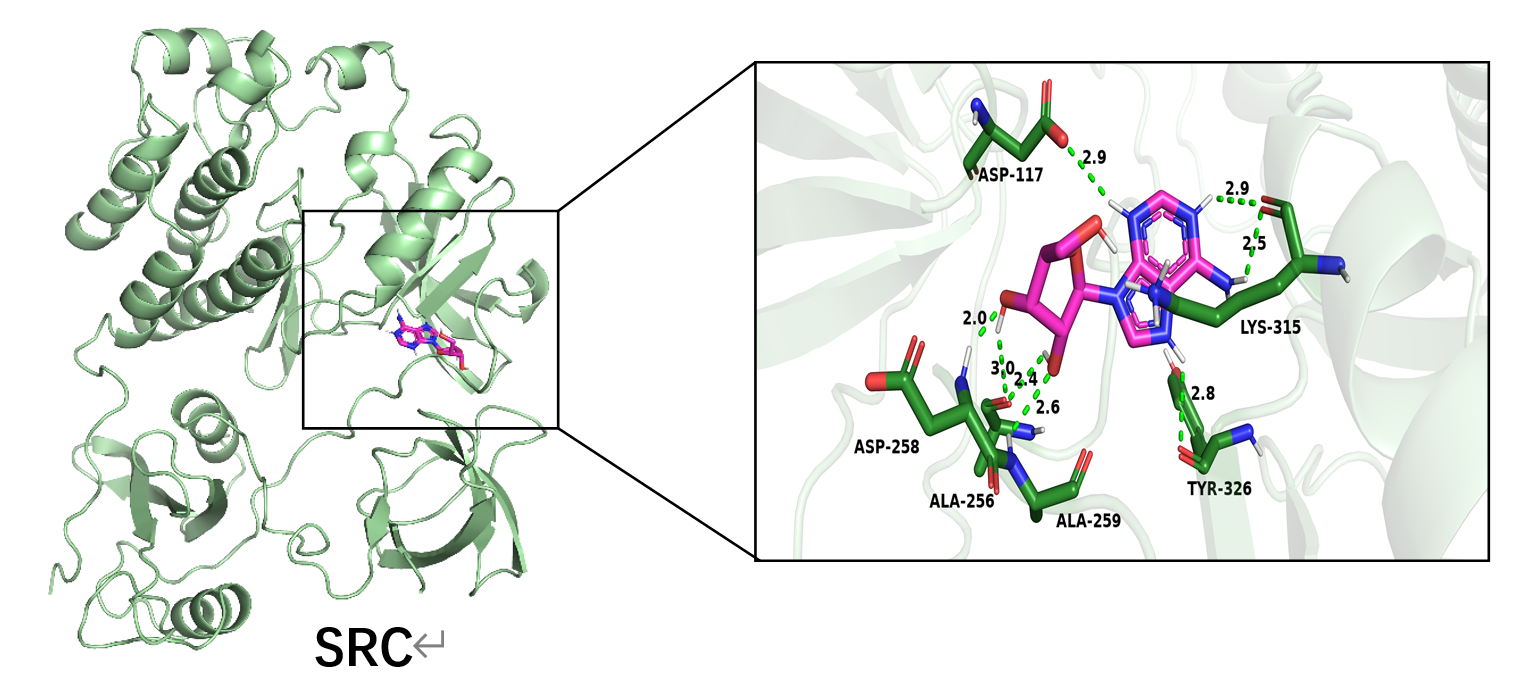 2.9
ASP-117
2.9
2.5
LYS-315
2.0
3.0
2.4
2.6
2.8
ASP-258
ALA-256
ALA-259
TYR-326
SRC↵